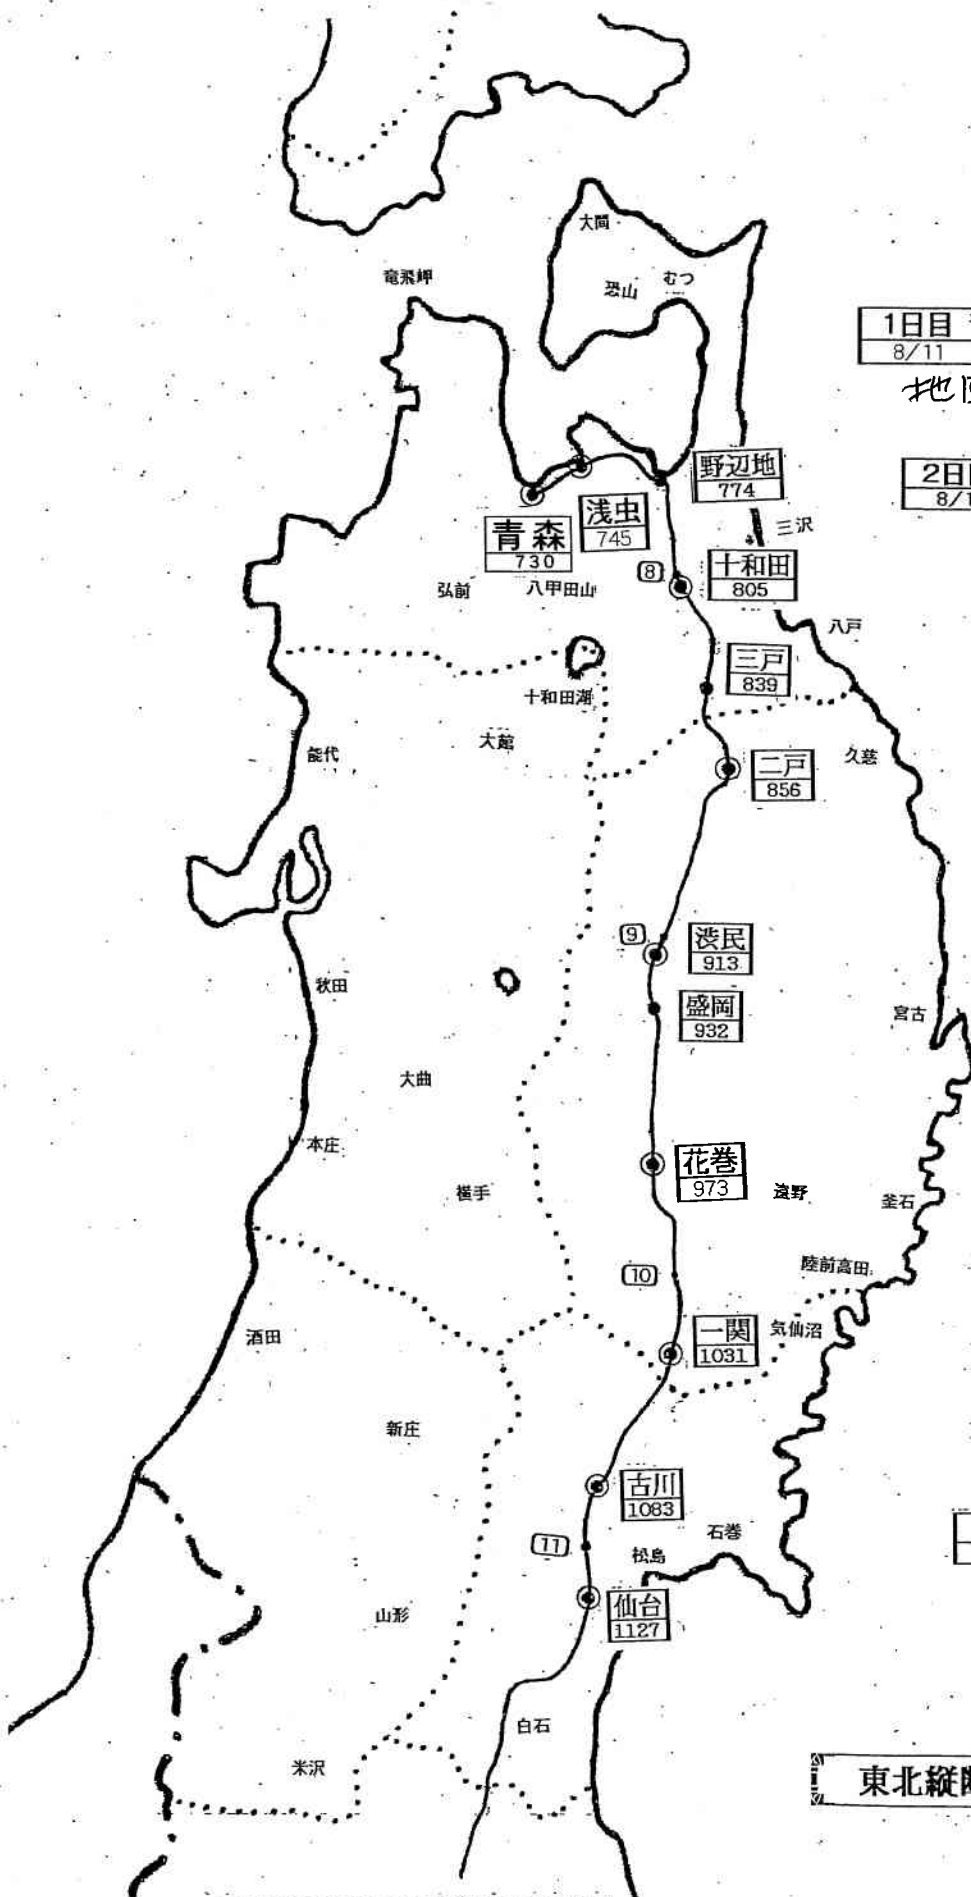 大間
恐山
むつ
竜飛岬
1日目
8/11
野辺地
774
2日
三沢
浅虫
745
青森
730
8
十和田
805
弘前
八甲田山
八戸
三戸
839
十和田湖
大館
能代
久慈
二戸
856
9
渋民
913
秋田
盛岡
932
宮古
大曲
本庄
花巻
973
横手
遠野
釜石
陸前高田
10
酒田
一関
1031
気仙沼
新庄
古川
1083
11
石巻
松島
仙台
1127
山形
白石
米沢
東北縦